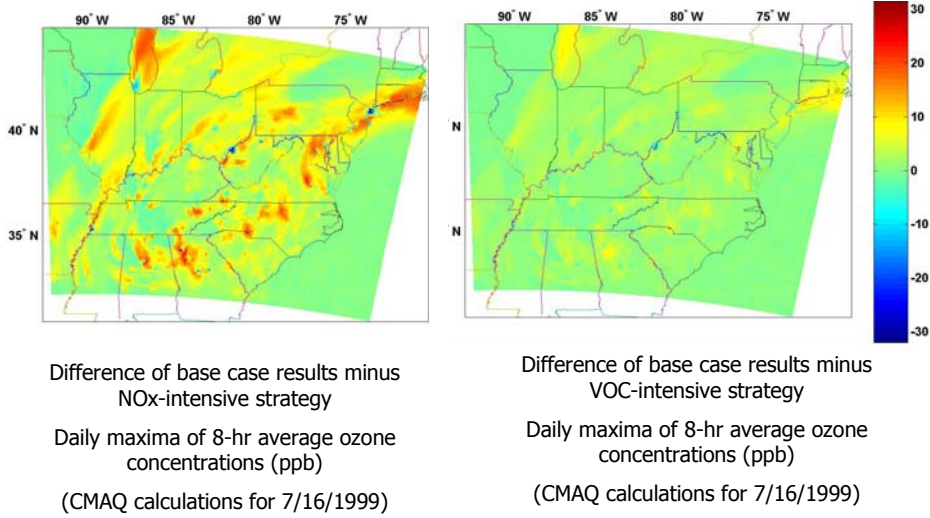 90° W 85° W 80° W 75° W
40° N
35° N
Difference of base case results minus
NOx-intensive strategy
Daily maxima of 8-hr average ozone
concentrations (ppb)
(CMAQ calculations for 7/16/1999)
90° W 85° W 80° W 75° W
N
N
30
20
10
0
-10
-20
-30
Difference of base case results minus
VOC-intensive strategy
Daily maxima of 8-hr average ozone
concentrations (ppb)
(CMAQ calculations for 7/16/1999)